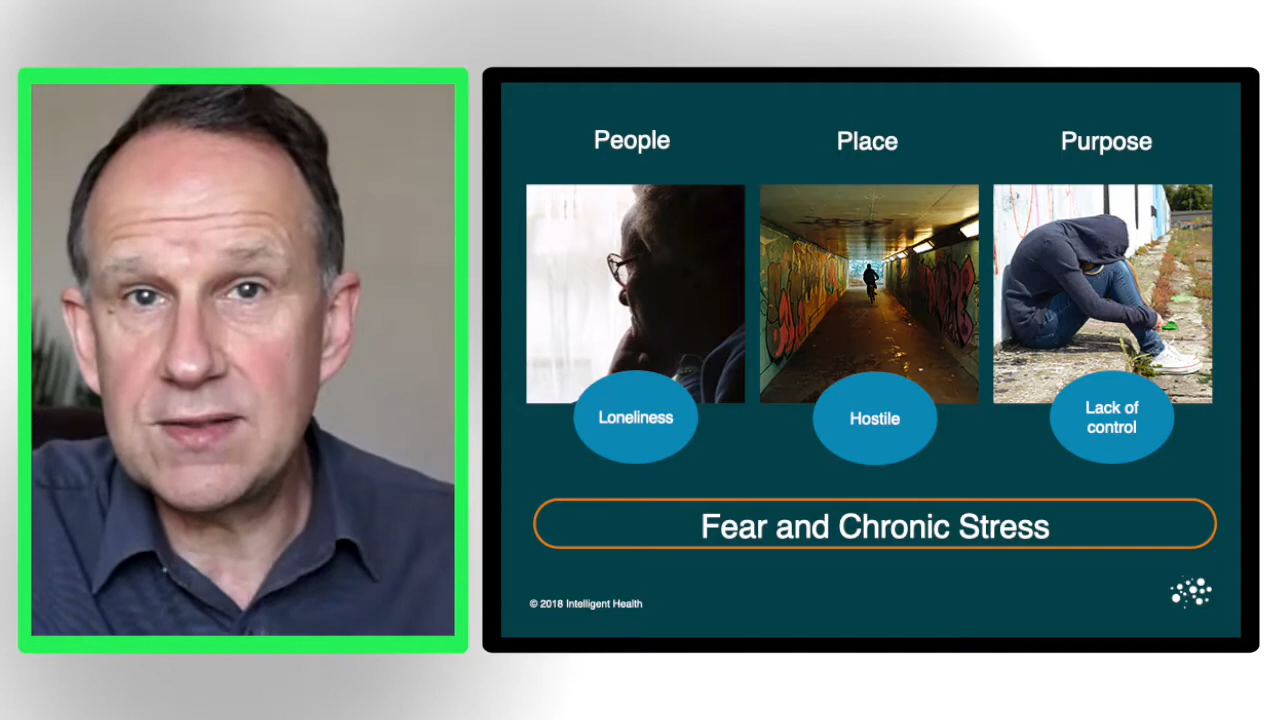 People
Place
Purpose
Loneliness
Hostile
Lack of
control
Fear and Chronic Stress
© 2018 Intelligent Health